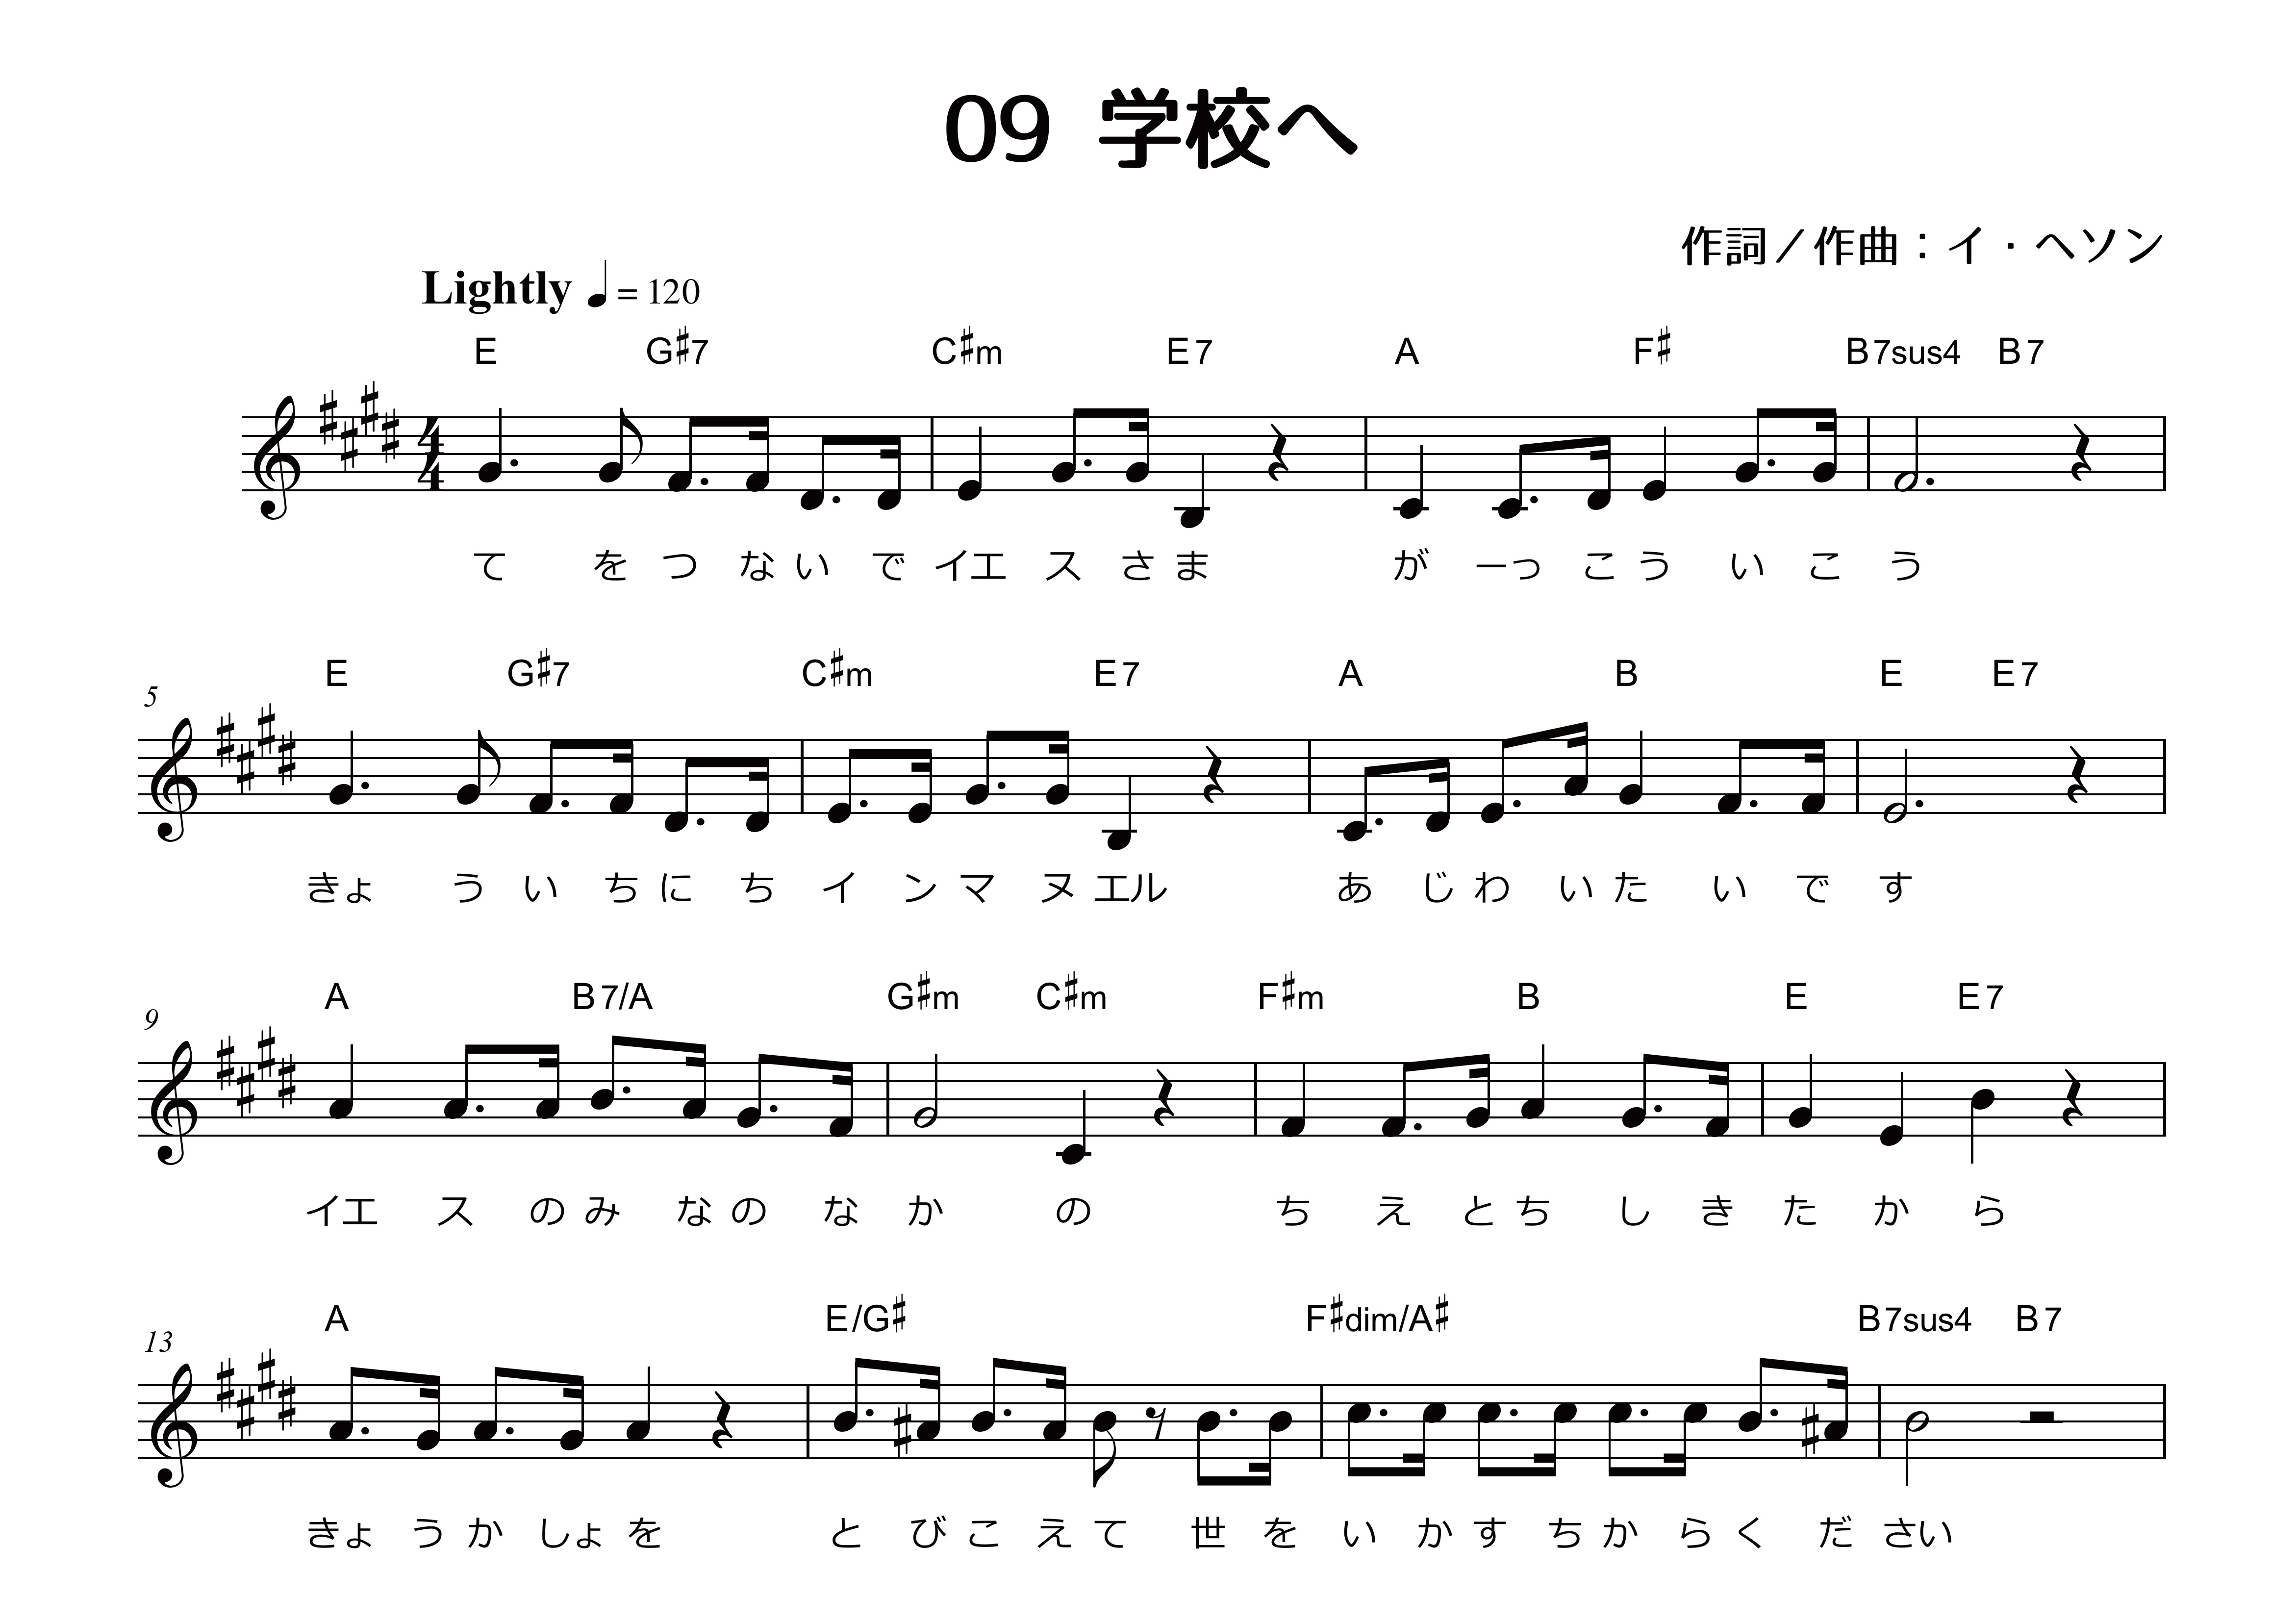 09 学校へ
作詞／作曲：イ・ヘソン
Lightly ♩= 120
E G♯7 C♯m E7 A F♯ B7sus4 B7
て を つ な い で イエ ス さ ま が ーっ こ う い こ う
5 E G♯7 C♯m E7 A B E E7
きょ う い ち に ち イ ン マ ヌ エル あ じ わ い た い で す
9 A B7/A G♯m C♯m F♯m B E E7
イエ ス の み な の な か の ち え と ち し き た か ら
13 A E/G♯ F♯dim/A♯ B7sus4 B7
きょ う か しょ を と び こ え て 世 を い か す ち か ら く だ さい